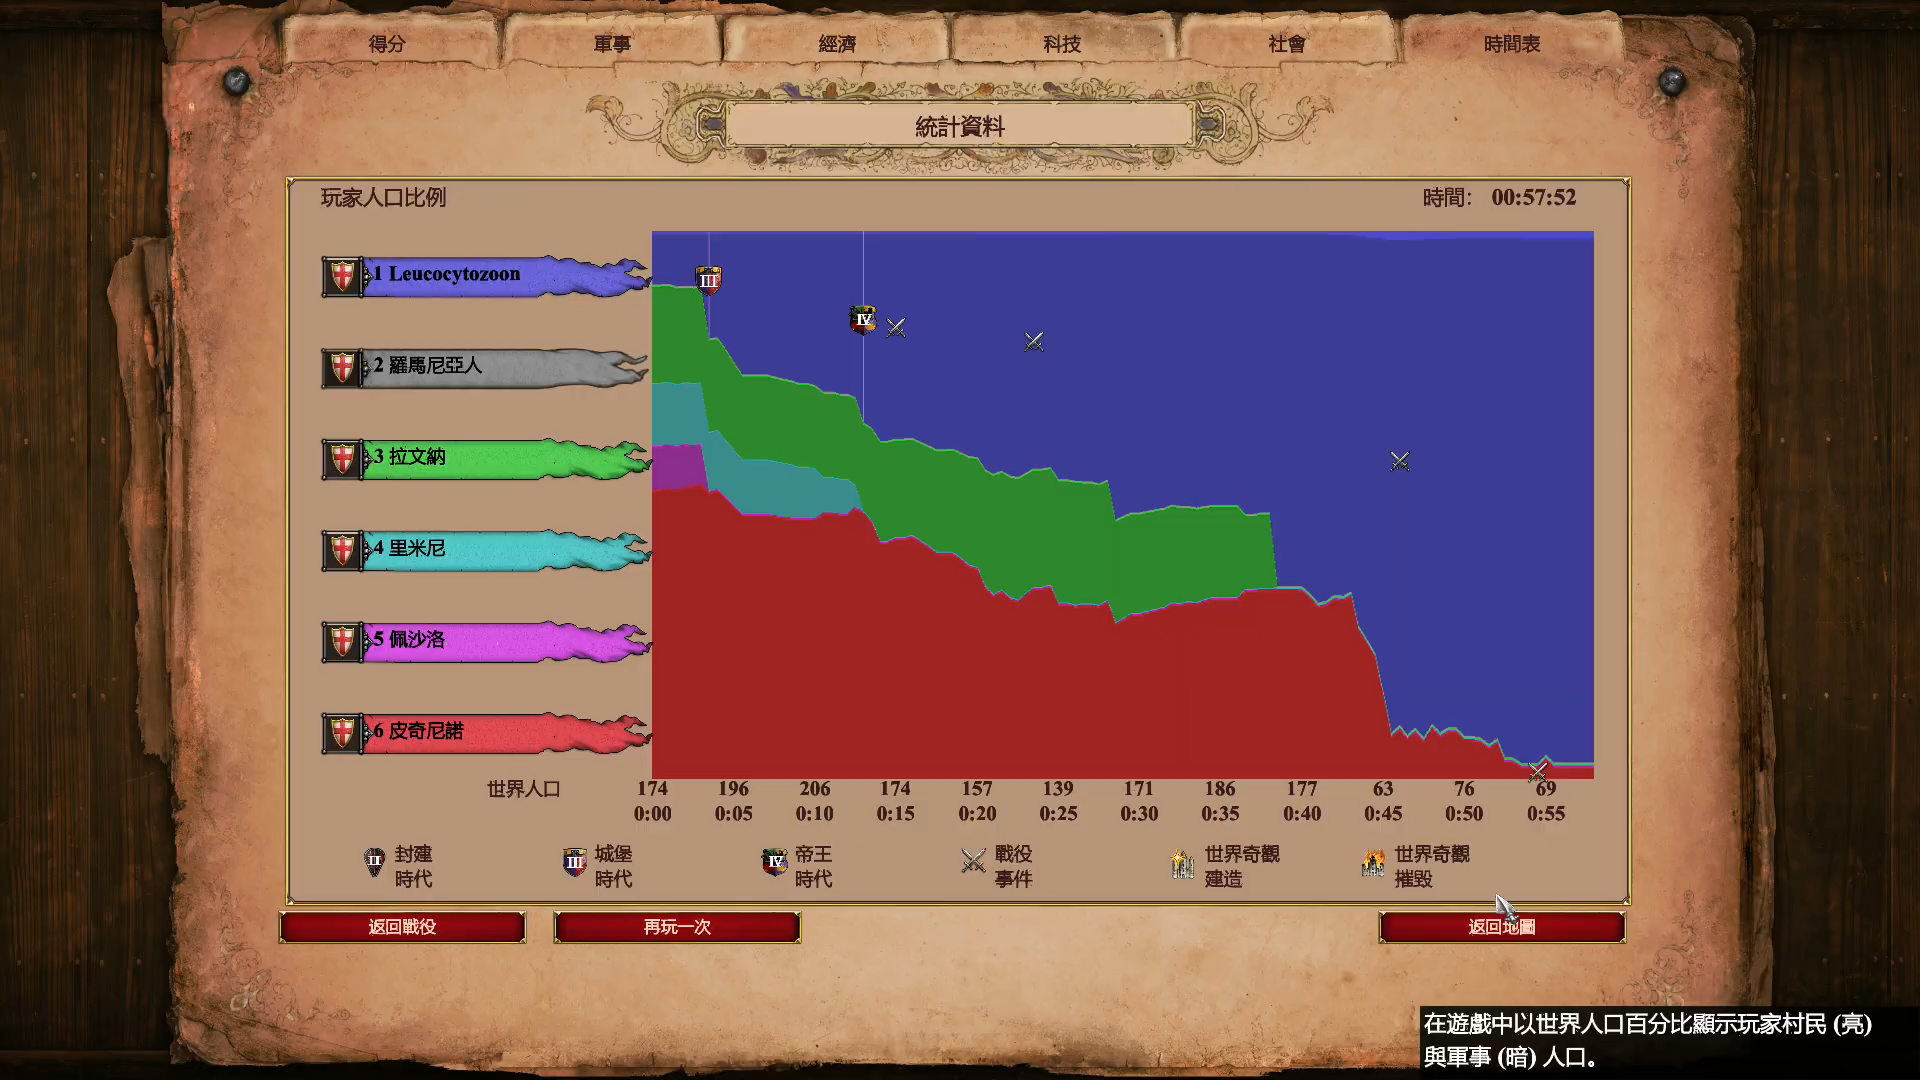 得分
軍事
經濟
科技
社會
時間表
統計資料
玩家人口比例
時間： 00:57:52
1 Leucocytozoon
2 羅馬尼亞人
3 拉文納
4 里米尼
5 佩沙洛
6 皮奇尼諾
III
IV
世界人口
174 196 206 174 157 139 171 186 177 63 76 69
0:00 0:05 0:10 0:15 0:20 0:25 0:30 0:35 0:40 0:45 0:50 0:55
II
封建
時代
III
城堡
時代
IV
帝王
時代
戰役
事件
世界奇觀
建造
世界奇觀
摧毀
返回戰役
再玩一次
返回地圖
在遊戲中以世界人口百分比顯示玩家村民 (亮)
與軍事 (暗) 人口。